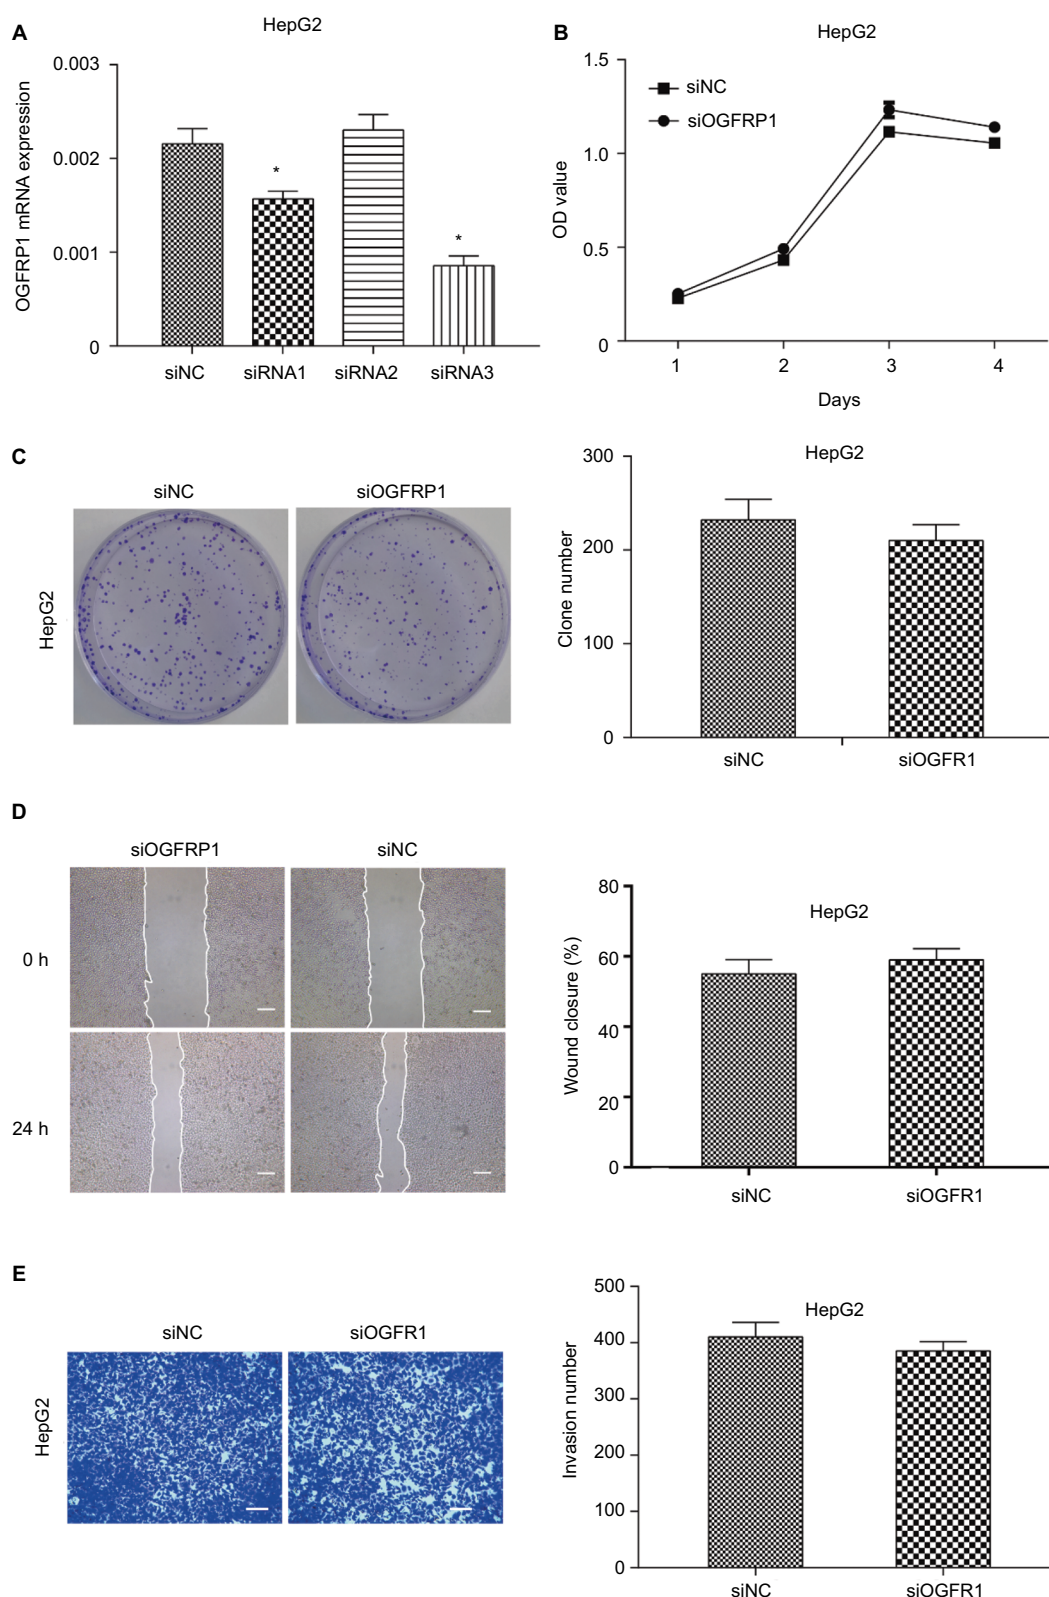 A
HepG2
OGFRP1 mRNA expression
0.003
0.002
0.001
0
*
*
siNC
siRNA1
siRNA2
siRNA3
B
HepG2
OD value
1.5
1.0
0.5
0
siNC
siOGFRP1
1
2
3
4
Days
C
siNC
siOGFRP1
HepG2
HepG2
Clone number
300
200
100
0
siNC
siOGFR1
D
siOGFRP1
siNC
0 h
24 h
HepG2
Wound closure (%)
80
60
40
20
0
siNC
siOGFR1
E
siNC
siOGFR1
HepG2
HepG2
Invasion number
500
400
300
200
100
0
siNC
siOGFR1